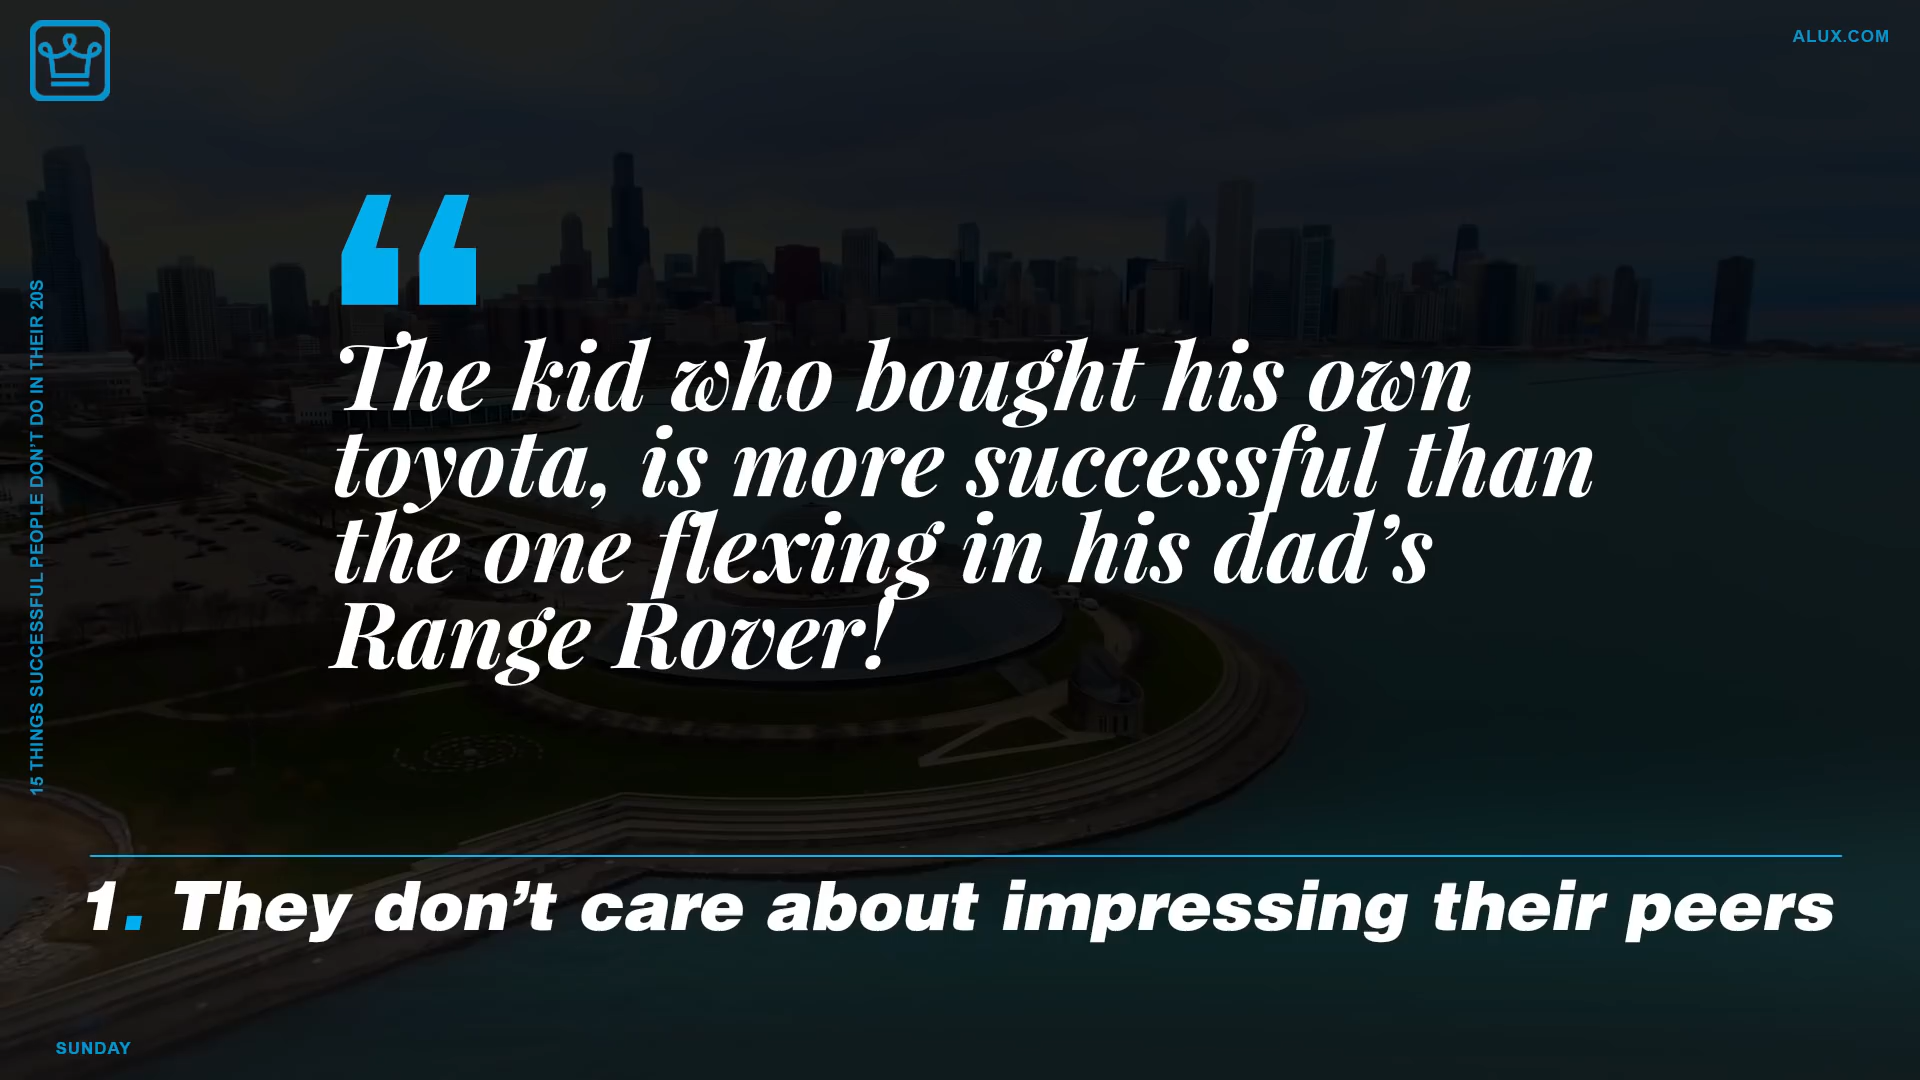 ALUX.COM
“
The kid who bought his own
toyota, is more successful than
the one flexing in his dad’s
Range Rover!
15 THINGS SUCCESSFUL PEOPLE DON’T DO IN THEIR 20S
1. They don’t care about impressing their peers
SUNDAY